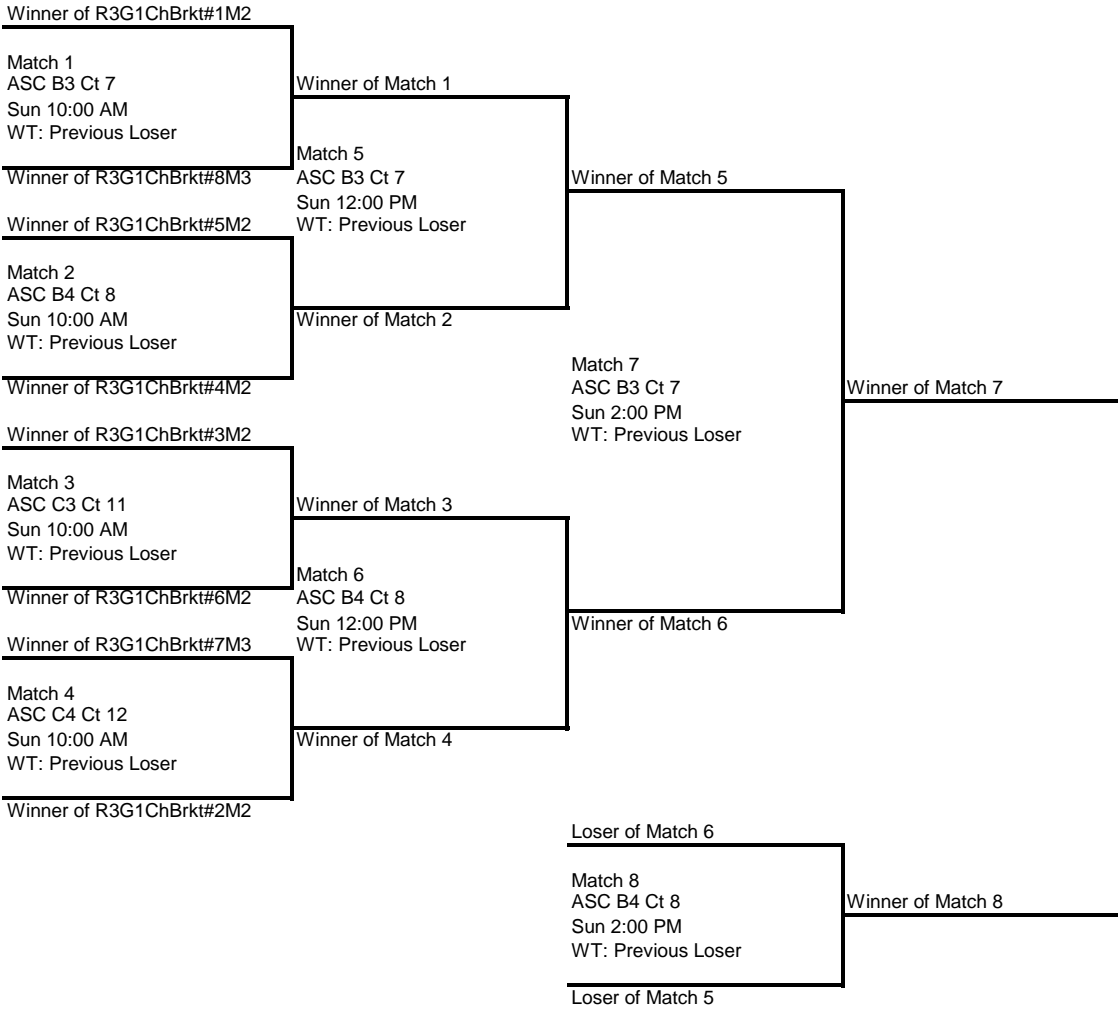 Winner of R3G1ChBrkt#1M2
Match 1
ASC B3 Ct 7
Sun 10:00 AM
WT: Previous Loser
Winner of R3G1ChBrkt#8M3
Winner of R3G1ChBrkt#5M2
Match 2
ASC B4 Ct 8
Sun 10:00 AM
WT: Previous Loser
Winner of R3G1ChBrkt#4M2
Winner of R3G1ChBrkt#3M2
Match 3
ASC C3 Ct 11
Sun 10:00 AM
WT: Previous Loser
Winner of R3G1ChBrkt#6M2
Winner of R3G1ChBrkt#7M3
Match 4
ASC C4 Ct 12
Sun 10:00 AM
WT: Previous Loser
Winner of R3G1ChBrkt#2M2
Winner of Match 1
Match 5
ASC B3 Ct 7
Sun 12:00 PM
WT: Previous Loser
Winner of Match 2
Winner of Match 3
Match 6
ASC B4 Ct 8
Sun 12:00 PM
WT: Previous Loser
Winner of Match 4
Winner of Match 5
Match 7
ASC B3 Ct 7
Sun 2:00 PM
WT: Previous Loser
Winner of Match 6
Winner of Match 7
Loser of Match 6
Match 8
ASC B4 Ct 8
Sun 2:00 PM
WT: Previous Loser
Loser of Match 5
Winner of Match 8